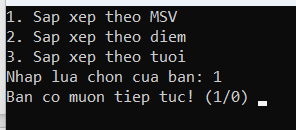 1. Sap xep theo MSV
2. Sap xep theo diem
3. Sap xep theo tuoi
Nhap lua chon cua ban: 1
Ban co muon tiep tuc! (1/0)